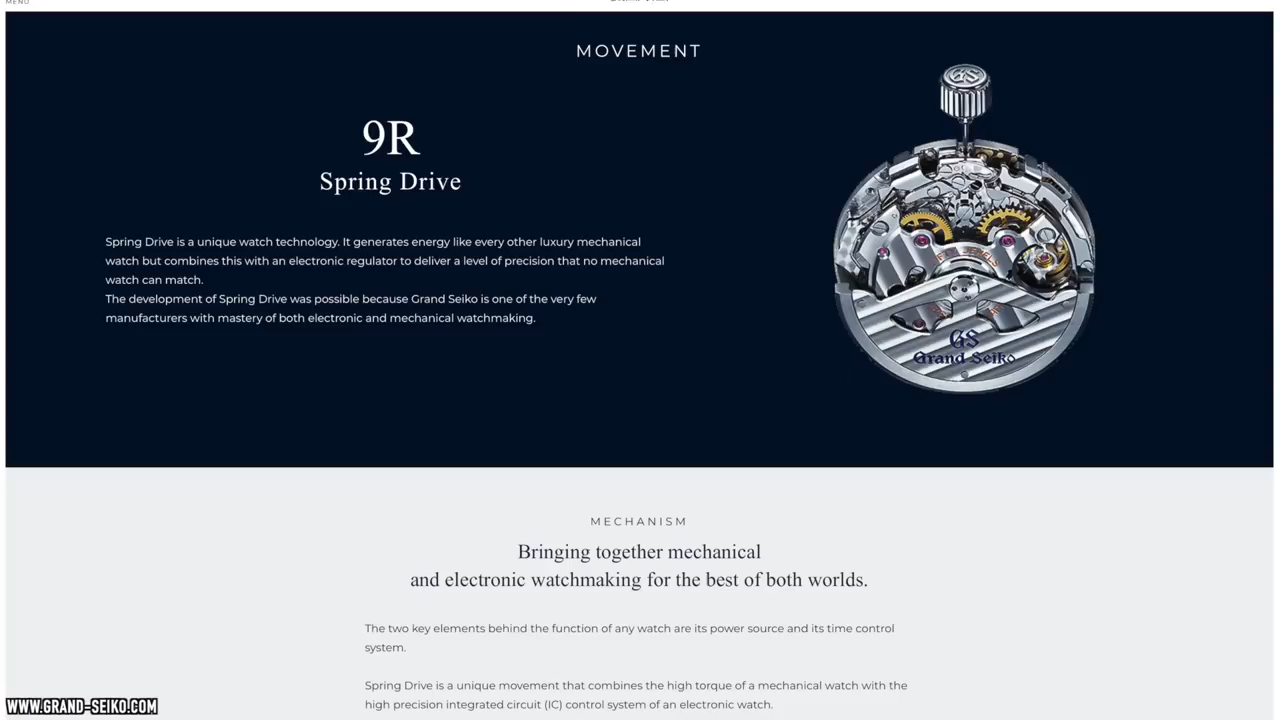 MENU
MOVEMENT
GS
9R
Spring Drive
Spring Drive is a unique watch technology. It generates energy like every other luxury mechanical
watch but combines this with an electronic regulator to deliver a level of precision that no mechanical
watch can match.
The development of Spring Drive was possible because Grand Seiko is one of the very few
manufacturers with mastery of both electronic and mechanical watchmaking.
GS
Grand Seiko
MECHANISM
Bringing together mechanical
and electronic watchmaking for the best of both worlds.
The two key elements behind the function of any watch are its power source and its time control
system.
Spring Drive is a unique movement that combines the high torque of a mechanical watch with the
high precision integrated circuit (IC) control system of an electronic watch.
WWW.GRAND-SEIKO.COM